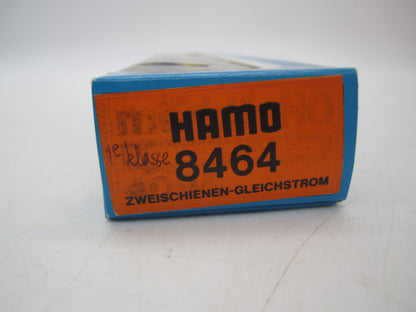 HAMO
1e klasse
8464
ZWEISCHIENEN-GLEICHSTROM